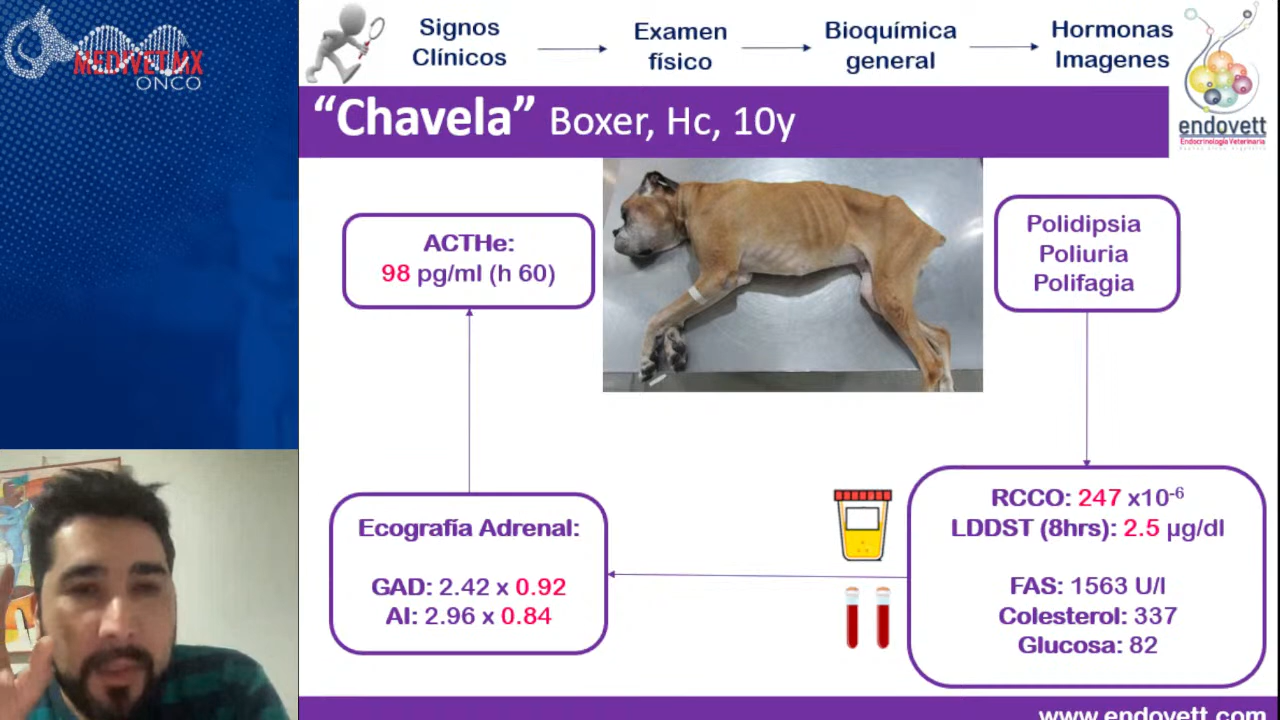 MEDIVET.MX
ONCO
Signos
Clínicos
Examen
físico
Bioquímica
general
Hormonas
Imagenes
endovett
Endocrinología Veterinaria
“Chavela” Boxer, Hc, 10y
ACTHe:
98 pg/ml (h 60)
Polidipsia
Poliuria
Polifagia
Ecografía Adrenal:
GAD: 2.42 x 0.92
AI: 2.96 x 0.84
RCCO: 247 x10⁻⁶
LDDST (8hrs): 2.5 µg/dl
FAS: 1563 U/l
Colesterol: 337
Glucosa: 82
www.endovett.com